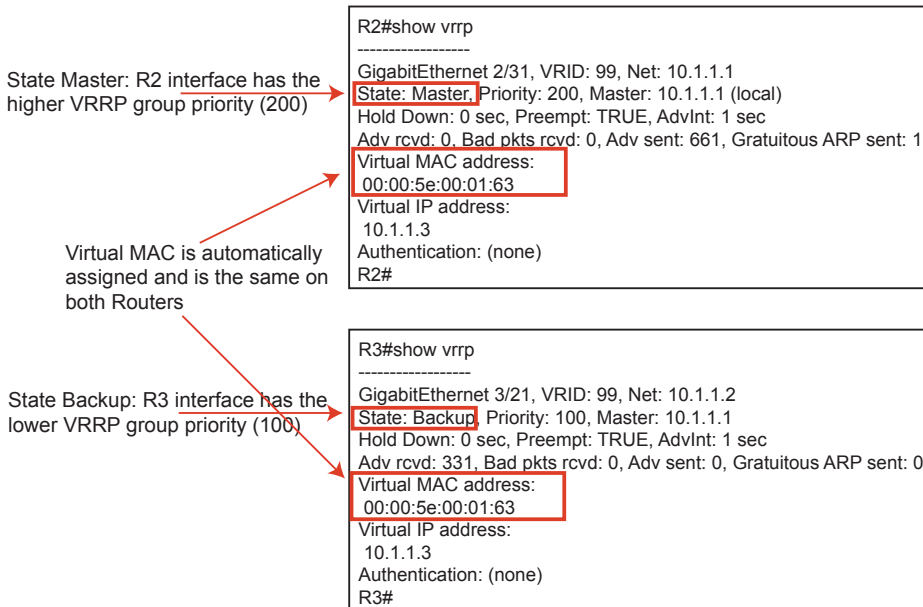 State Master: R2 interface has the
higher VRRP group priority (200)
R2#show vrrp
------------------
GigabitEthernet 2/31, VRID: 99, Net: 10.1.1.1
State: Master, Priority: 200, Master: 10.1.1.1 (local)
Hold Down: 0 sec, Preempt: TRUE, AdvInt: 1 sec
Adv rcvd: 0, Bad pkts rcvd: 0, Adv sent: 661, Gratuitous ARP sent: 1
Virtual MAC address:
00:00:5e:00:01:63
Virtual IP address:
10.1.1.3
Authentication: (none)
R2#
Virtual MAC is automatically
assigned and is the same on
both Routers
State Backup: R3 interface has the
lower VRRP group priority (100)
R3#show vrrp
------------------
GigabitEthernet 3/21, VRID: 99, Net: 10.1.1.2
State: Backup, Priority: 100, Master: 10.1.1.1
Hold Down: 0 sec, Preempt: TRUE, AdvInt: 1 sec
Adv rcvd: 331, Bad pkts rcvd: 0, Adv sent: 0, Gratuitous ARP sent: 0
Virtual MAC address:
00:00:5e:00:01:63
Virtual IP address:
10.1.1.3
Authentication: (none)
R3#